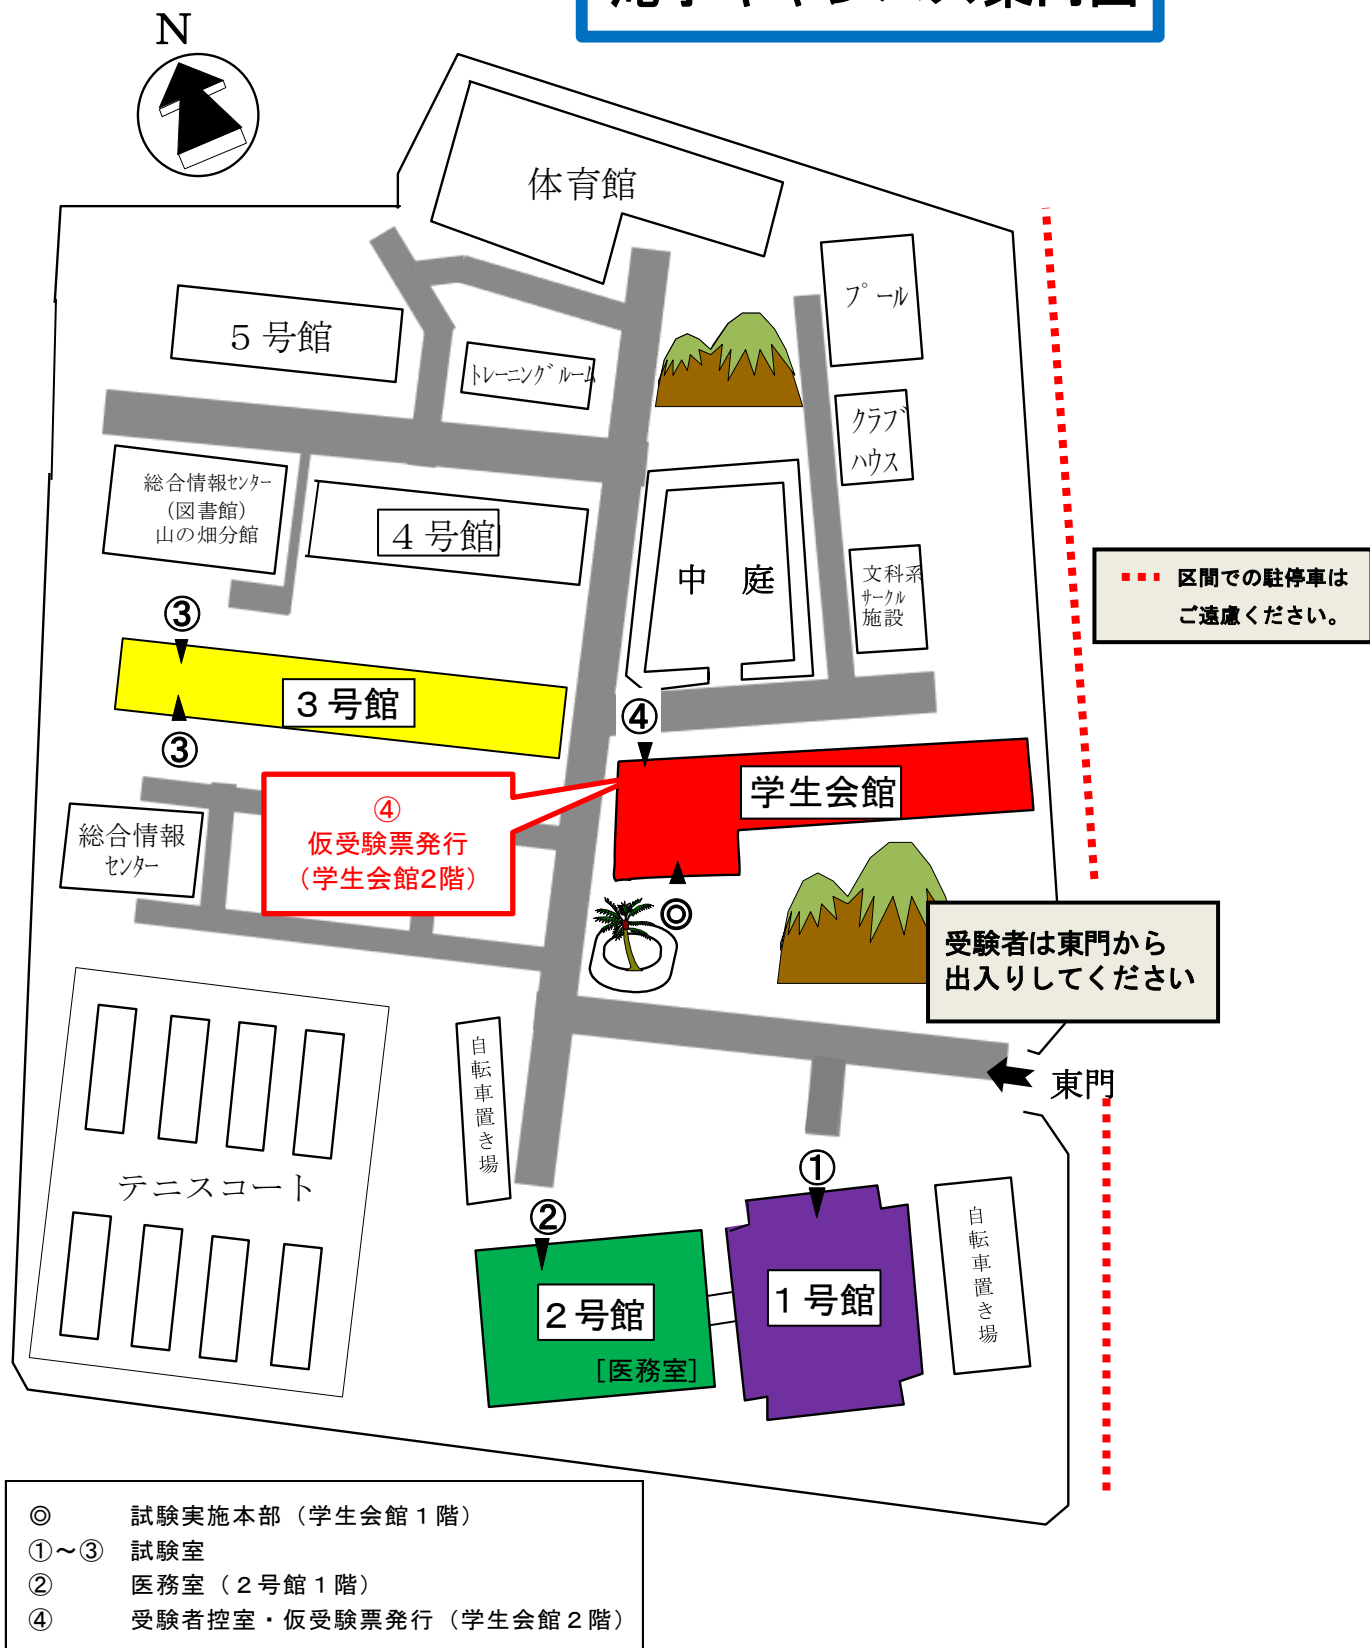 N
体育館
プール
5 号館
トレーニングルーム
クラブ
ハウス
総合情報センター
(図書館)
山の畑分館
4 号館
中 庭
文科系
サークル
施設
区間での駐停車は
ご遠慮ください。
③
3 号館
③
④
学生会館
④
仮受験票発行
(学生会館2階)
総合情報
センター
◎
受験者は東門から
出入りしてください
自転車置き場
東門
テニスコート
①
②
自転車置き場
1 号館
2 号館
[医務室]
◎ 試験実施本部（学生会館１階）
①～③ 試験室
② 医務室（２号館１階）
④ 受験者控室・仮受験票発行（学生会館２階）